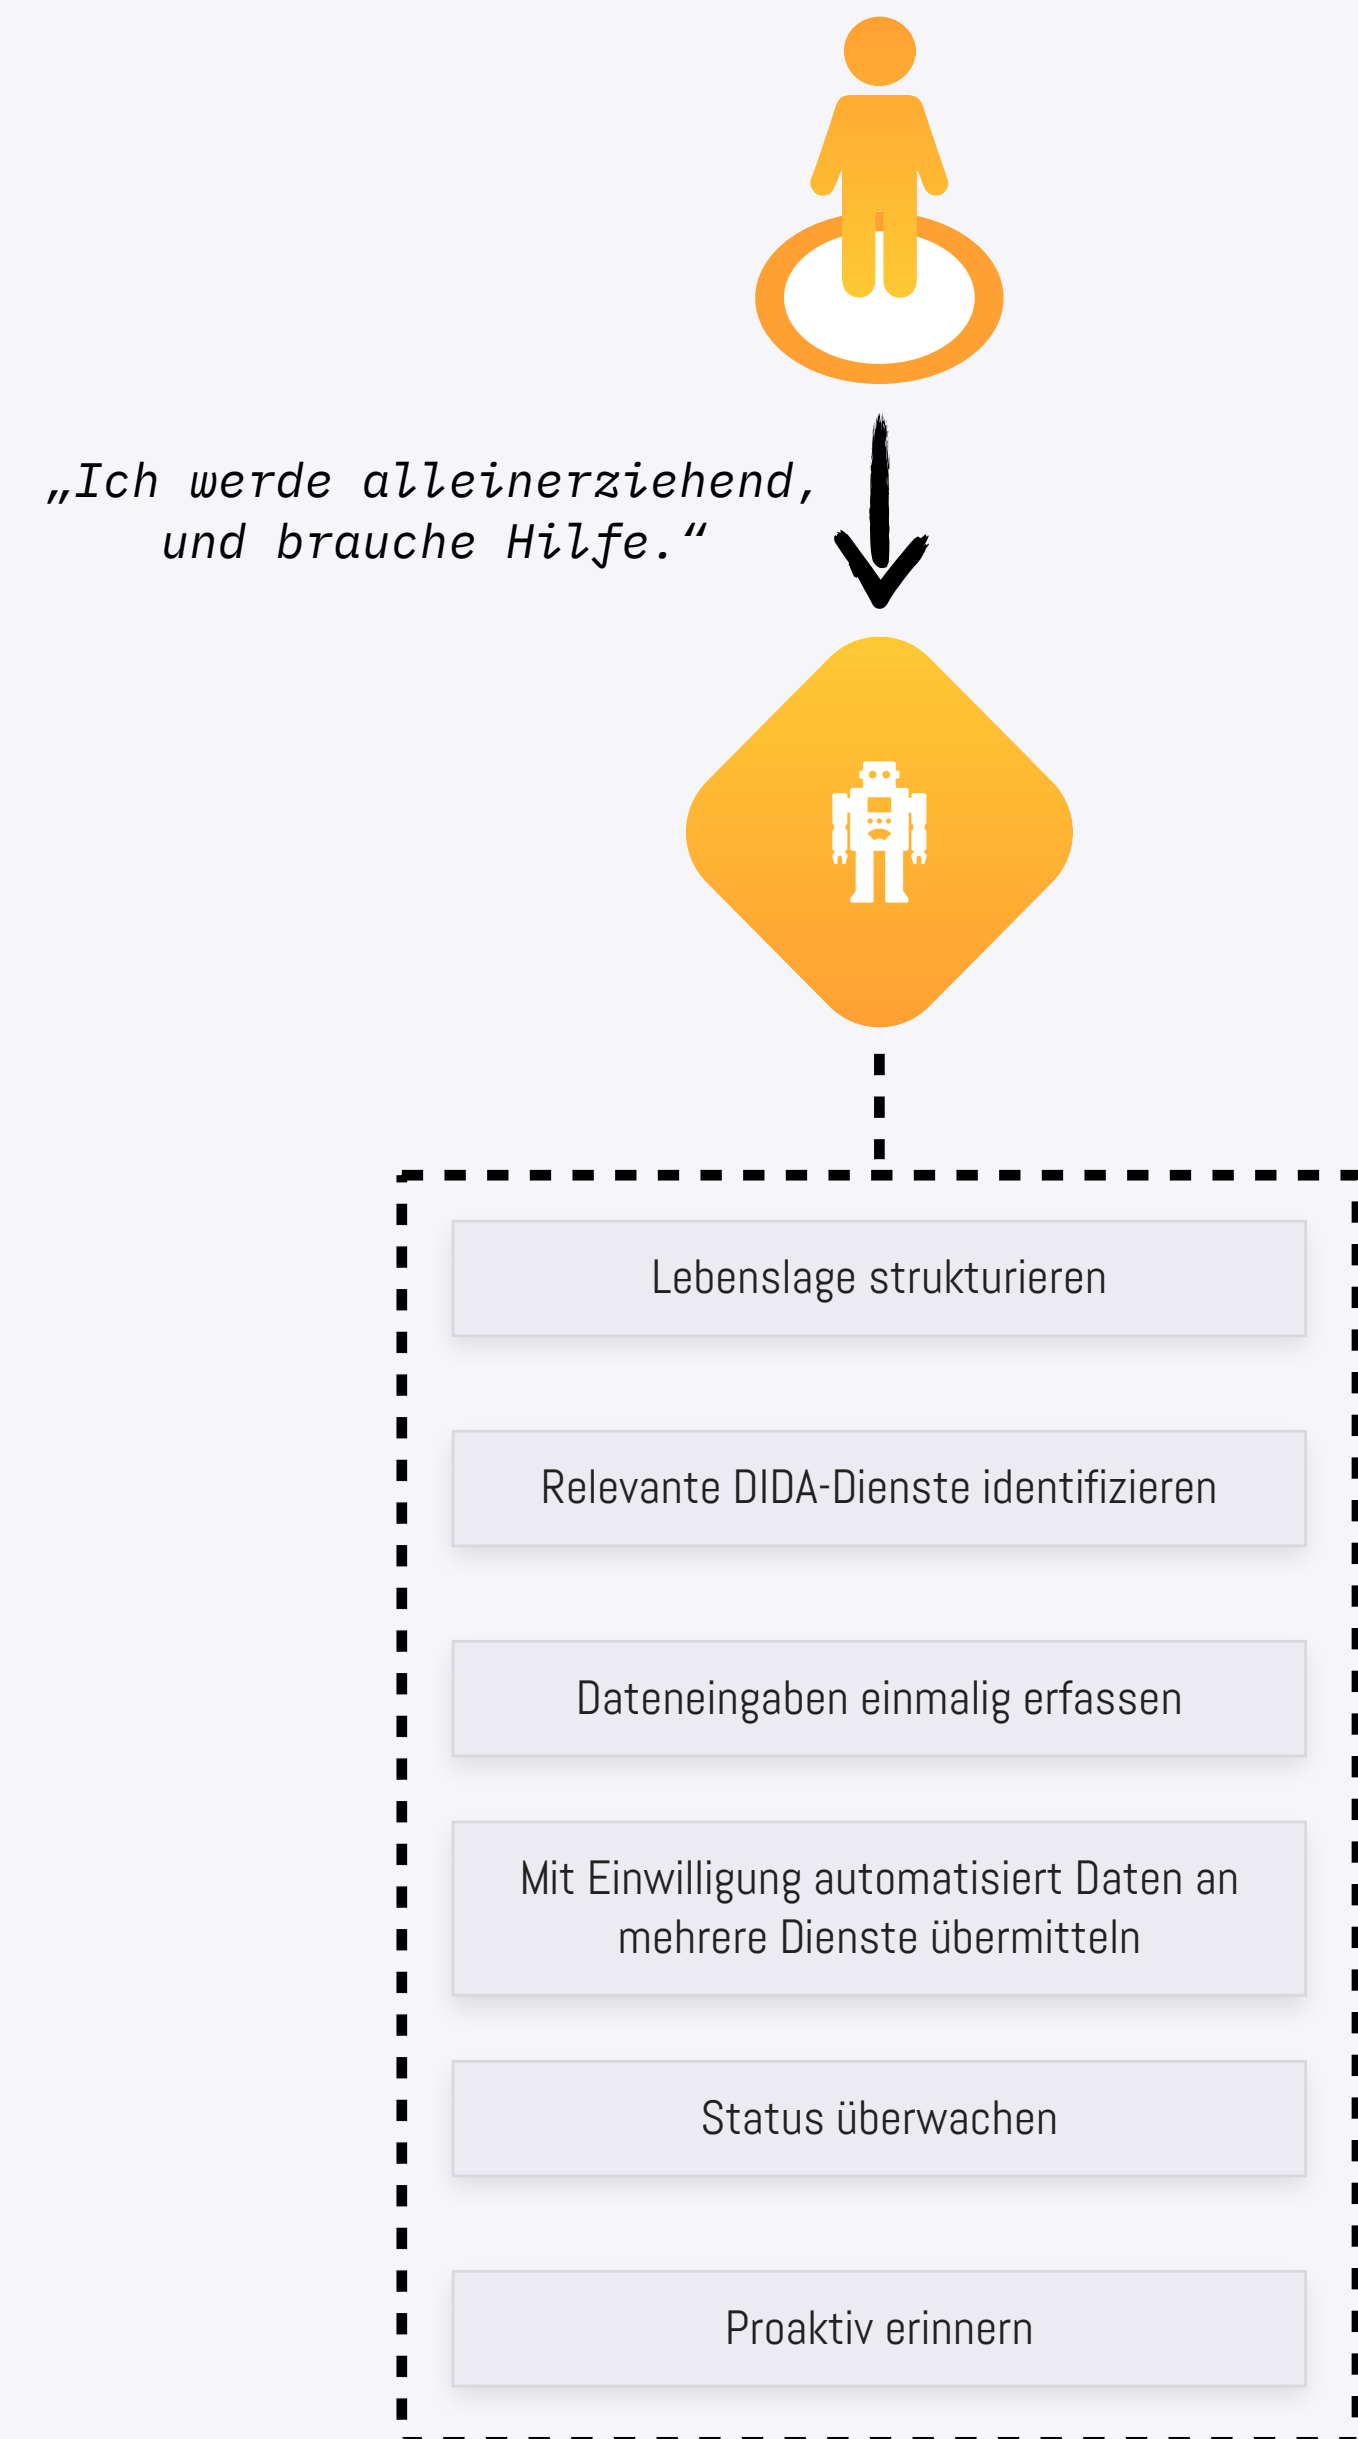 „Ich werde alleinerziehend,
und brauche Hilfe.“
Lebenslage strukturieren
Relevante DIDA-Dienste identifizieren
Dateneingaben einmalig erfassen
Mit Einwilligung automatisiert Daten an
mehrere Dienste übermitteln
Status überwachen
Proaktiv erinnern